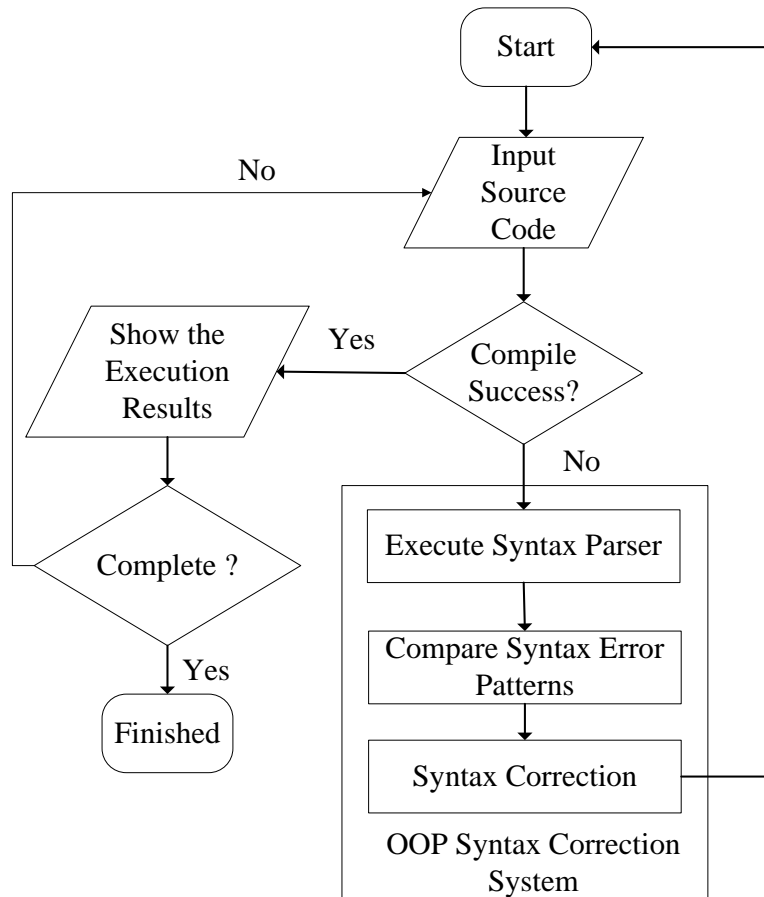 Start
Input
Source
Code
No
Compile
Success?
Yes
Show the
Execution
Results
No
Complete ?
Yes
Finished
Execute Syntax Parser
Compare Syntax Error
Patterns
Syntax Correction
OOP Syntax Correction
System